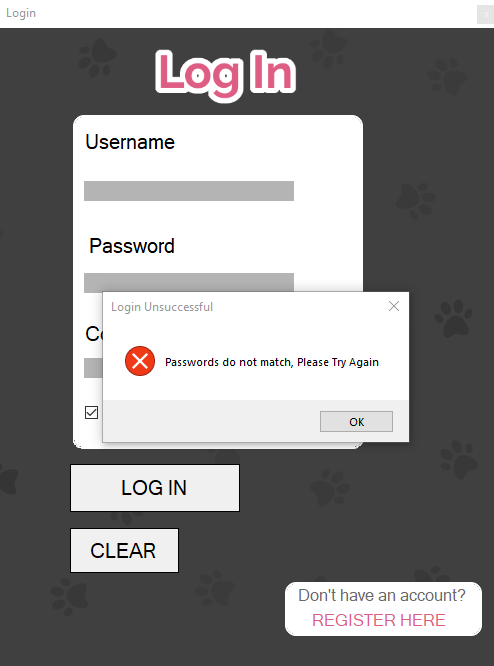 Login
Log In
Username
Password
Login Unsuccessful
Passwords do not match, Please Try Again
OK
LOG IN
CLEAR
Don't have an account?
REGISTER HERE